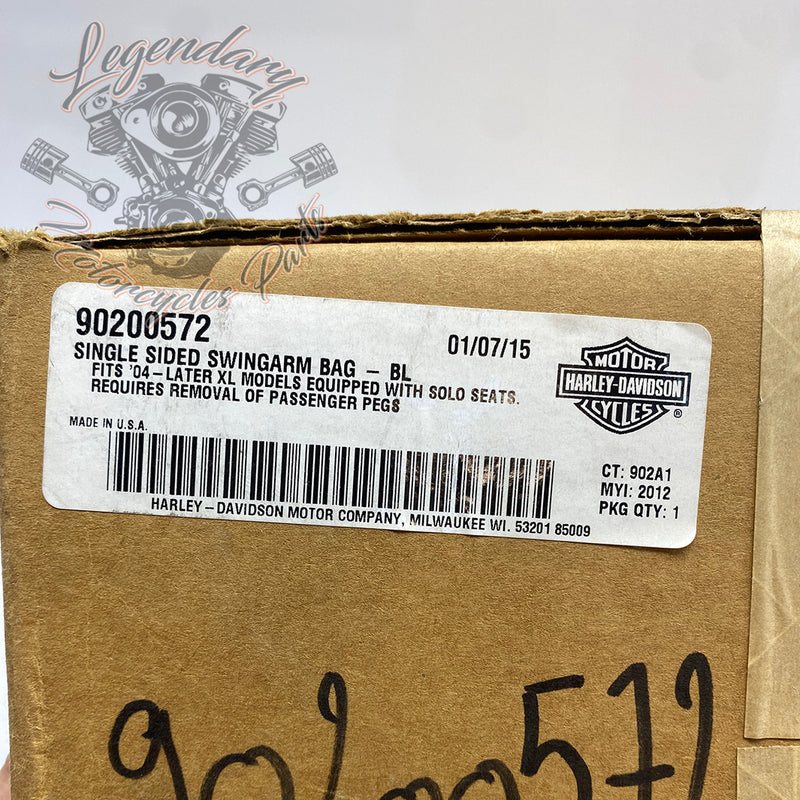 Legendary
Motorcycles Parts
90200572
01/07/15
SINGLE SIDED SWINGARM BAG – BL
FITS '04–LATER XL MODELS EQUIPPED WITH SOLO SEATS.
REQUIRES REMOVAL OF PASSENGER PEGS
MOTOR
HARLEY-DAVIDSON
CYCLES
®
MADE IN U.S.A.
CT: 902A1
MYI: 2012
PKG QTY: 1
HARLEY–DAVIDSON MOTOR COMPANY, MILWAUKEE WI. 53201 85009
90200572